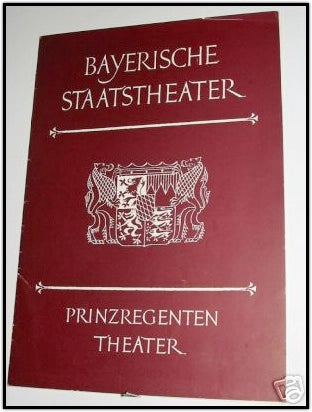 BAYERISCHE
STAATSTHEATER
PRINZREGENTEN
THEATER